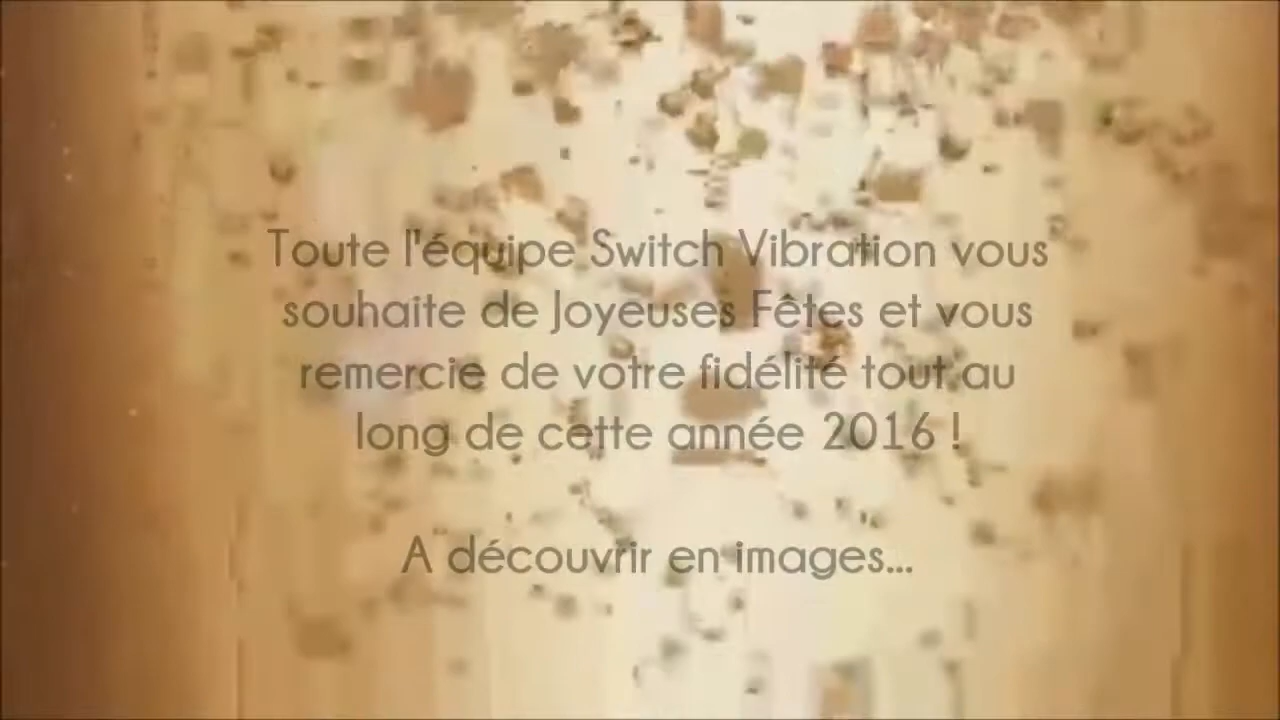 Toute l'équipe Switch Vibration vous
souhaite de Joyeuses Fêtes et vous
remercie de votre fidélité tout au
long de cette année 2016 !
A découvrir en images...